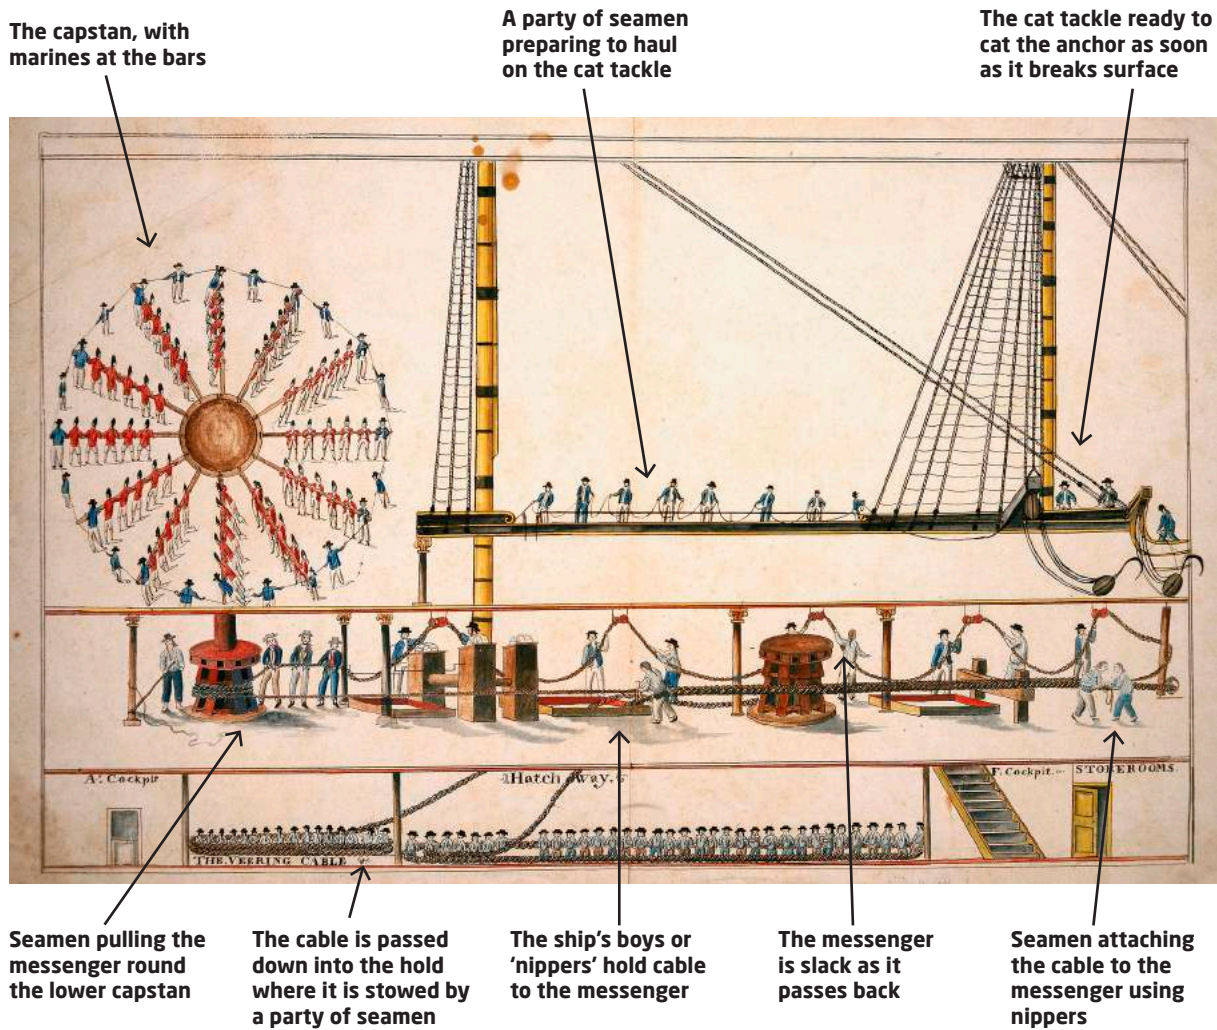 The capstan, with
marines at the bars
A party of seamen
preparing to haul
on the cat tackle
The cat tackle ready to
cat the anchor as soon
as it breaks surface
Hatch way.
F. Cockpit.
STOREROOMS.
THE VEERING CABLE
Seamen pulling the
messenger round
the lower capstan
The cable is passed
down into the hold
where it is stowed by
a party of seamen
The ship's boys or
‘nippers’ hold cable
to the messenger
The messenger
is slack as it
passes back
Seamen attaching
the cable to the
messenger using
nippers